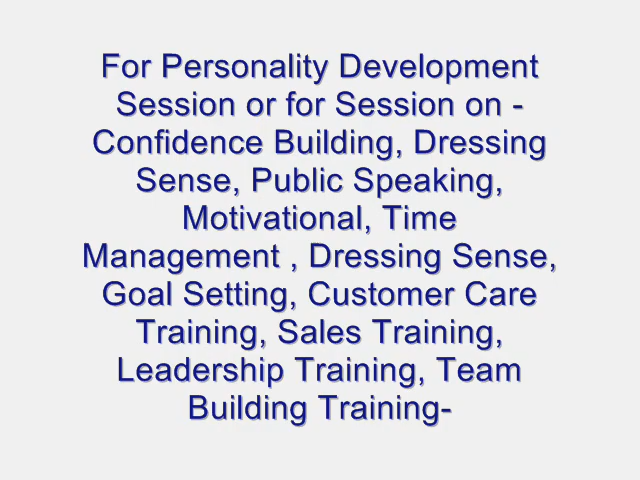 For Personality Development
Session or for Session on -
Confidence Building, Dressing
Sense, Public Speaking,
Motivational, Time
Management , Dressing Sense,
Goal Setting, Customer Care
Training, Sales Training,
Leadership Training, Team
Building Training-